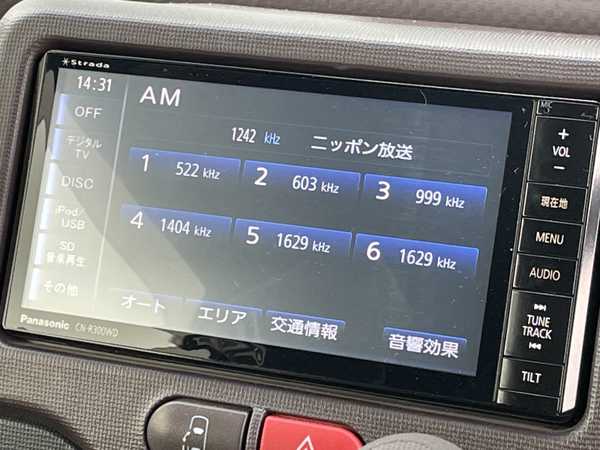 Strada
14:31
AM
OFF
1242 kHz ニッポン放送
デジタル
TV
1 522 kHz
2 603 kHz
3 999 kHz
DISC
iPod/
USB
4 1404 kHz
5 1629 kHz
6 1629 kHz
SD
音楽再生
その他
オート
エリア
交通情報
音響効果
Panasonic CN-R300WD
MIC
+
VOL
−
現在地
MENU
AUDIO
TUNE
TRACK
TILT